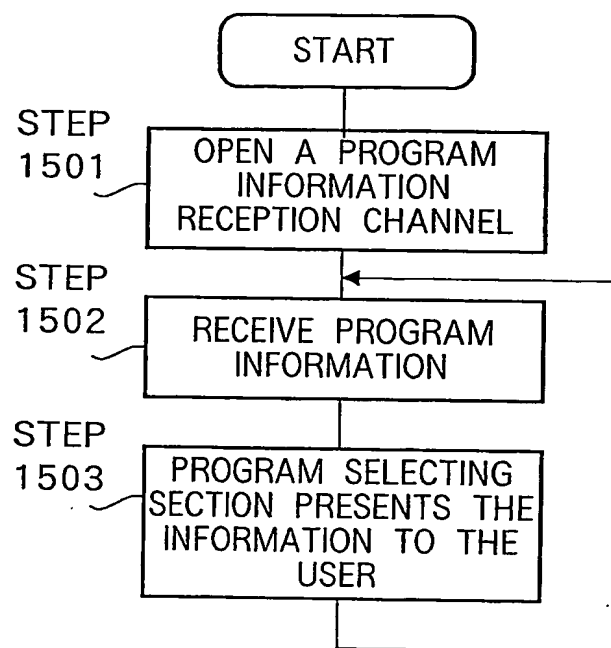 START
STEP
1501
OPEN A PROGRAM
INFORMATION
RECEPTION CHANNEL
STEP
1502
RECEIVE PROGRAM
INFORMATION
STEP
1503
PROGRAM SELECTING
SECTION PRESENTS THE
INFORMATION TO THE
USER